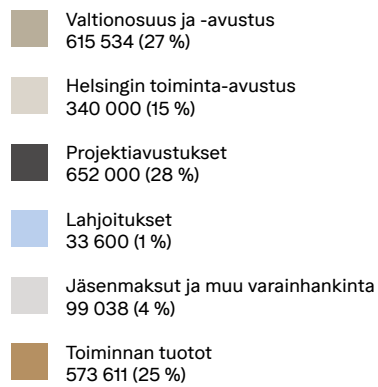 Valtionosuus ja -avustus
615 534 (27 %)
Helsingin toiminta-avustus
340 000 (15 %)
Projektiavustukset
652 000 (28 %)
Lahjoitukset
33 600 (1 %)
Jäsenmaksut ja muu varainhankinta
99 038 (4 %)
Toiminnan tuotot
573 611 (25 %)